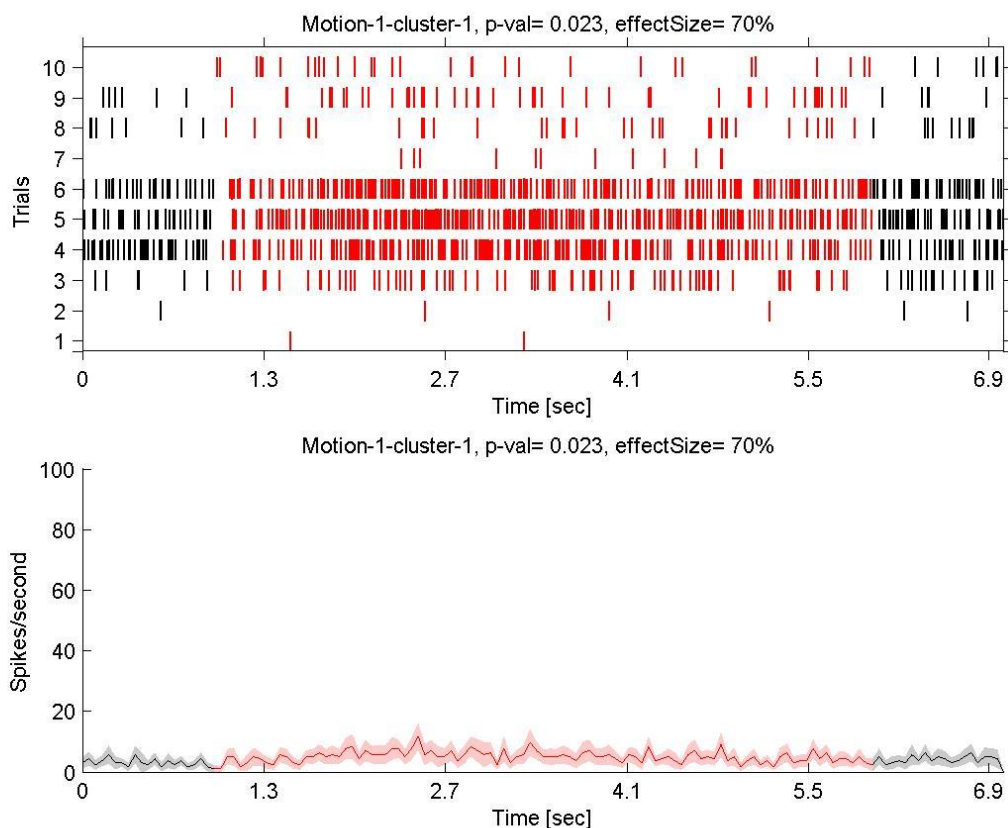 Motion-1-cluster-1, p-val= 0.023, effectSize= 70%
10
9
8
7
6
5
4
3
2
1
Trials
0 1.3 2.7 4.1 5.5 6.9
Time [sec]
Motion-1-cluster-1, p-val= 0.023, effectSize= 70%
100
80
60
40
20
0
Spikes/second
0 1.3 2.7 4.1 5.5 6.9
Time [sec]